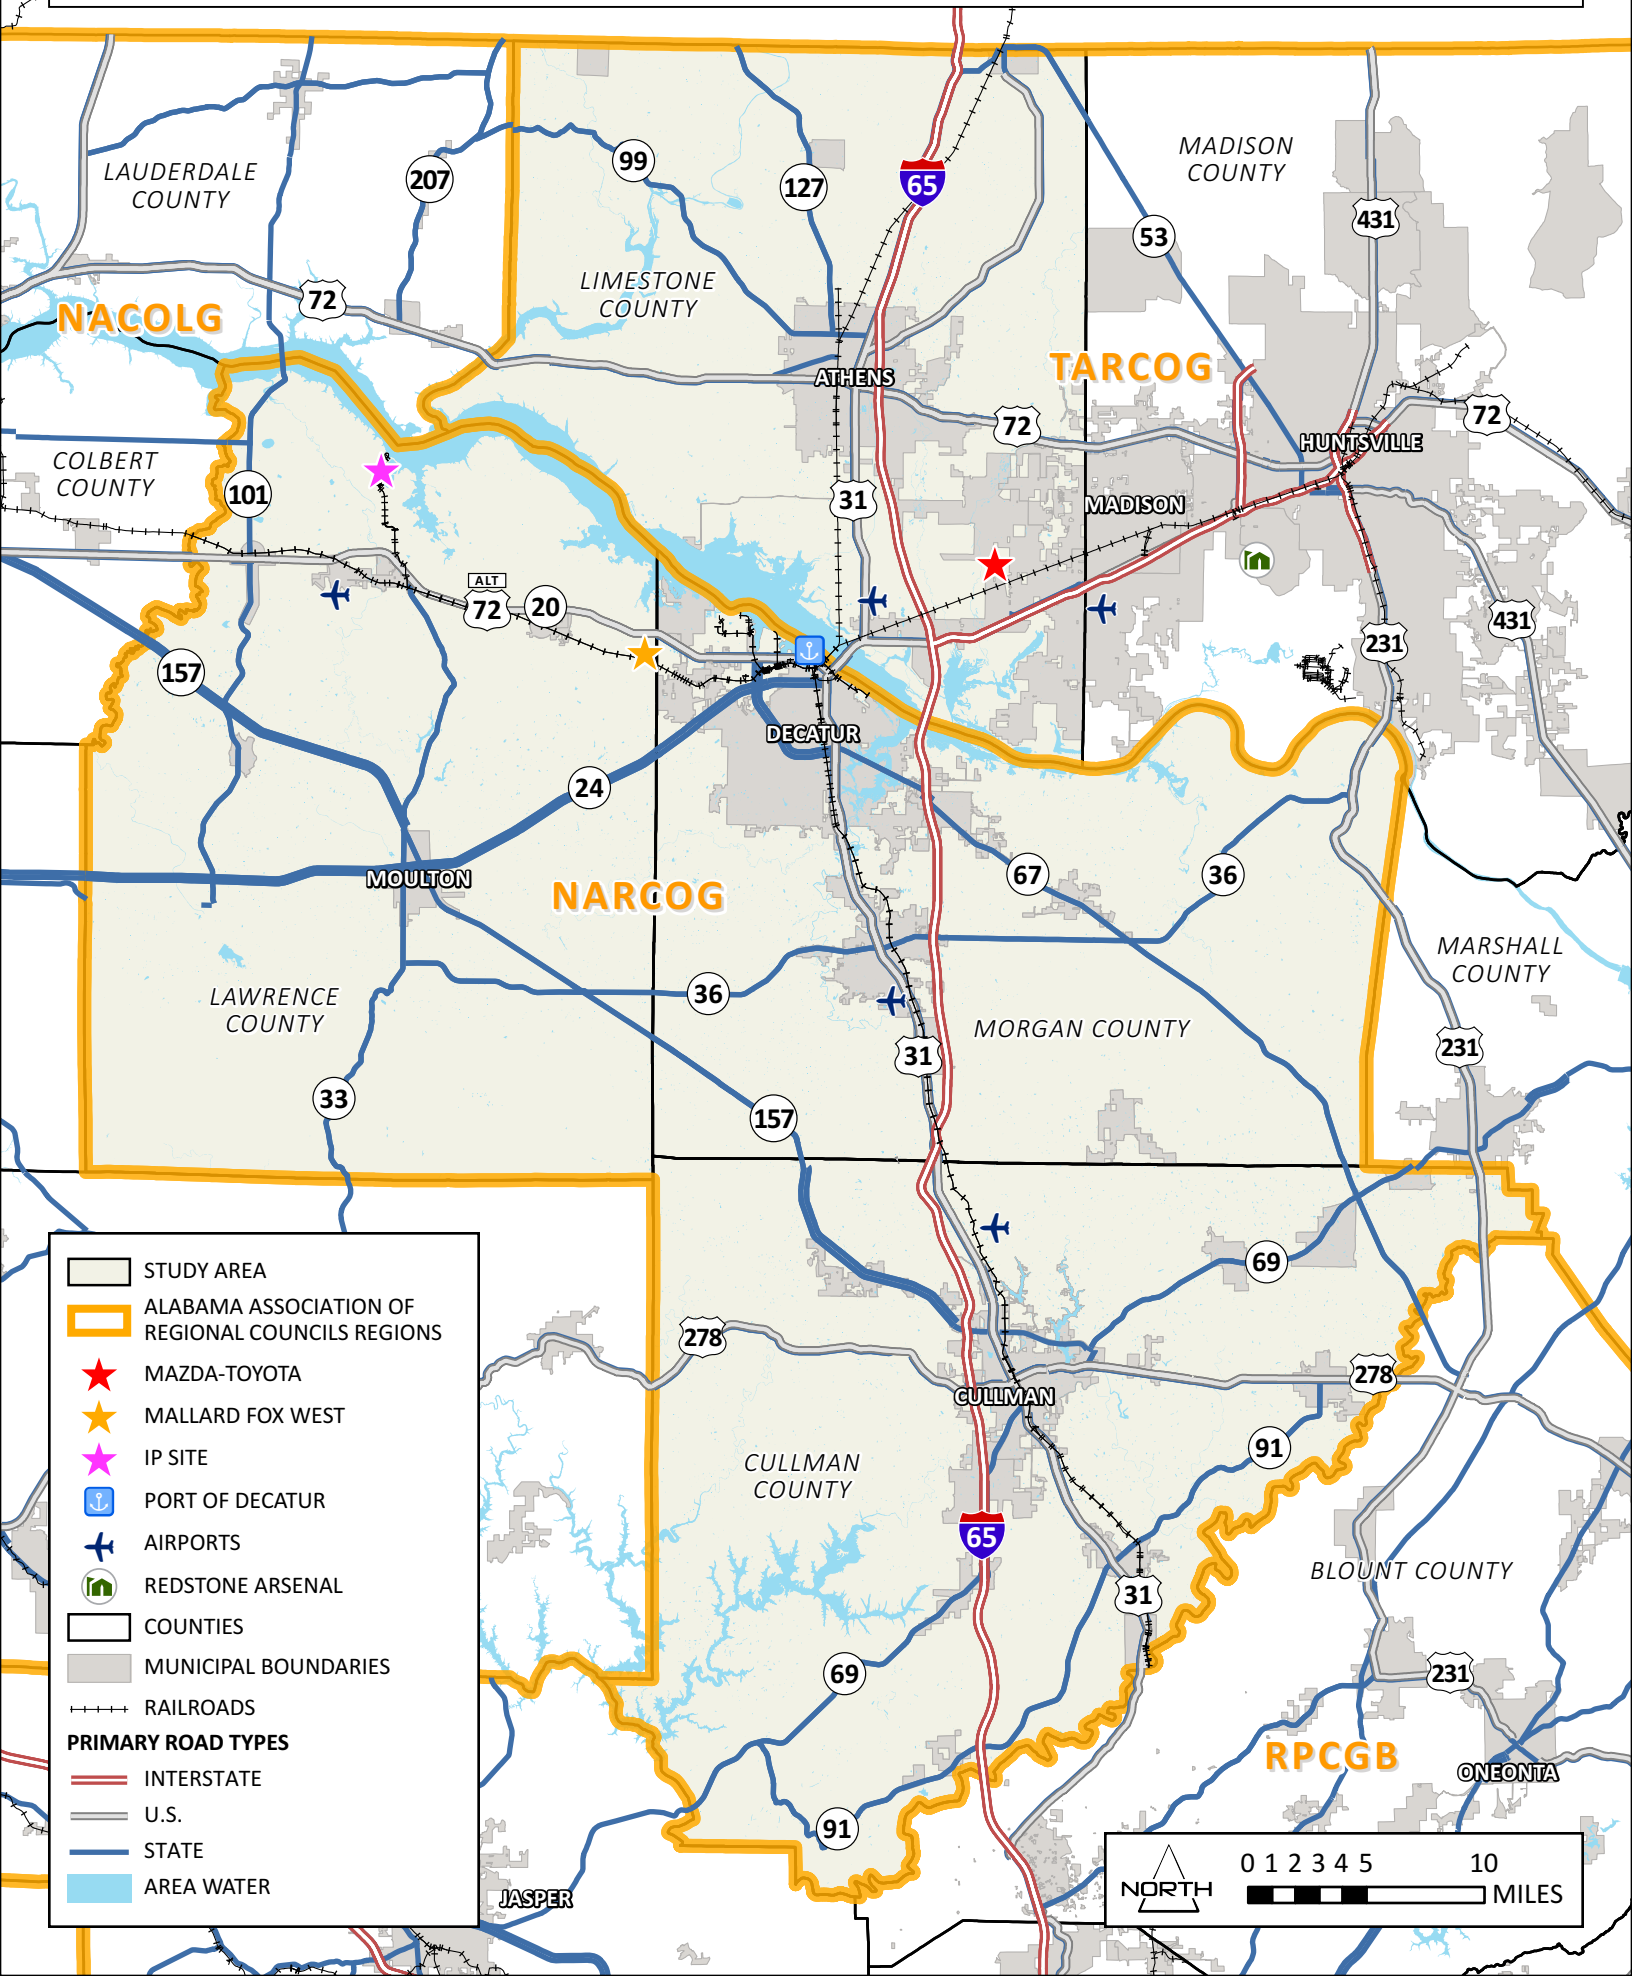 MADISON
COUNTY
LAUDERDALE
COUNTY
99
207
127
65
431
53
LIMESTONE
COUNTY
72
NACOLG
TARCOG
ATHENS
72
72
HUNTSVILLE
COLBERT
COUNTY
101
31
MADISON
ALT
72
20
431
231
157
DECATUR
24
MOULTON
NARCOG
67
36
MARSHALL
COUNTY
LAWRENCE
COUNTY
36
MORGAN COUNTY
31
231
33
157
69
278
278
CULLMAN
91
CULLMAN
COUNTY
65
BLOUNT COUNTY
31
69
231
RPCGB
ONEONTA
91
JASPER
STUDY AREA
ALABAMA ASSOCIATION OF
REGIONAL COUNCILS REGIONS
MAZDA-TOYOTA
MALLARD FOX WEST
IP SITE
PORT OF DECATUR
AIRPORTS
REDSTONE ARSENAL
COUNTIES
MUNICIPAL BOUNDARIES
RAILROADS
PRIMARY ROAD TYPES
INTERSTATE
U.S.
STATE
AREA WATER
NORTH
0 1 2 3 4 5 10
MILES